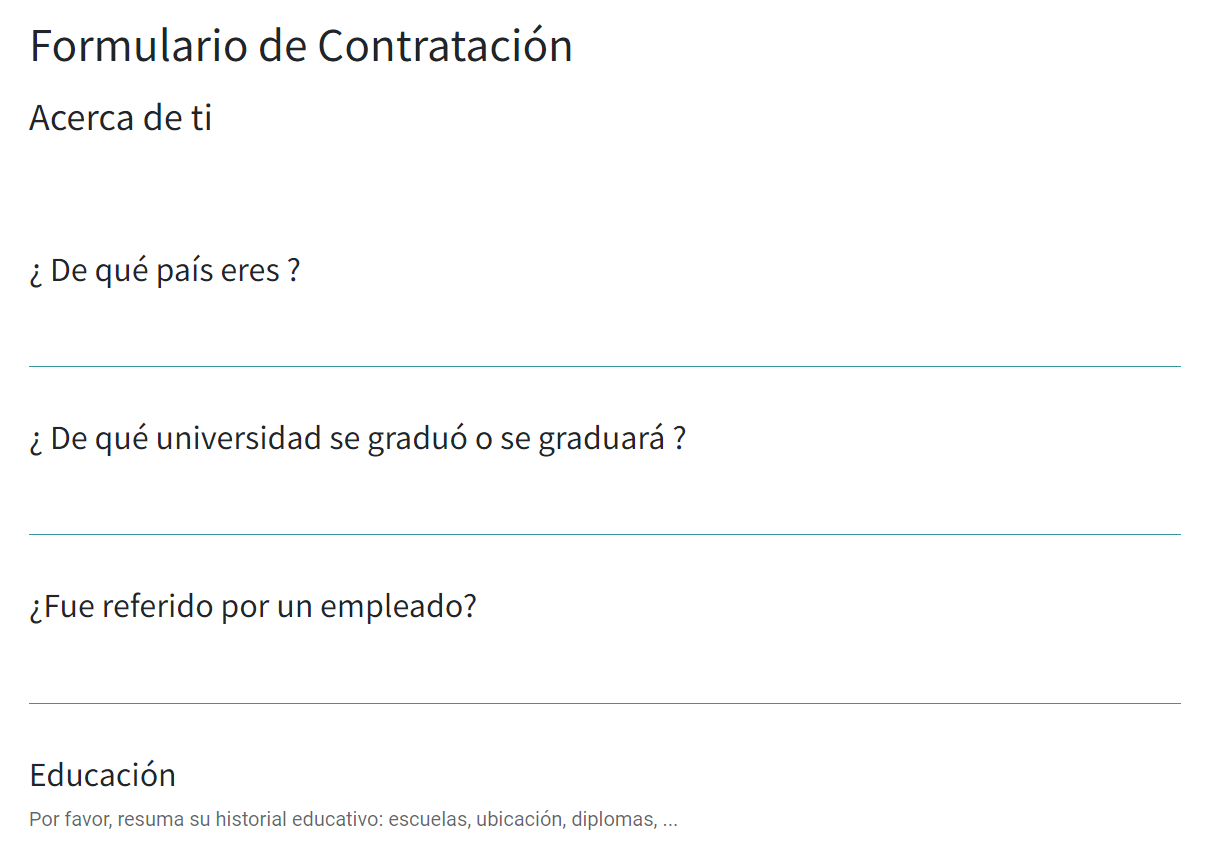 Formulario de Contratación
Acerca de ti
¿ De qué país eres ?
¿ De qué universidad se graduó o se graduará ?
¿Fue referido por un empleado?
Educación
Por favor, resuma su historial educativo: escuelas, ubicación, diplomas, ...